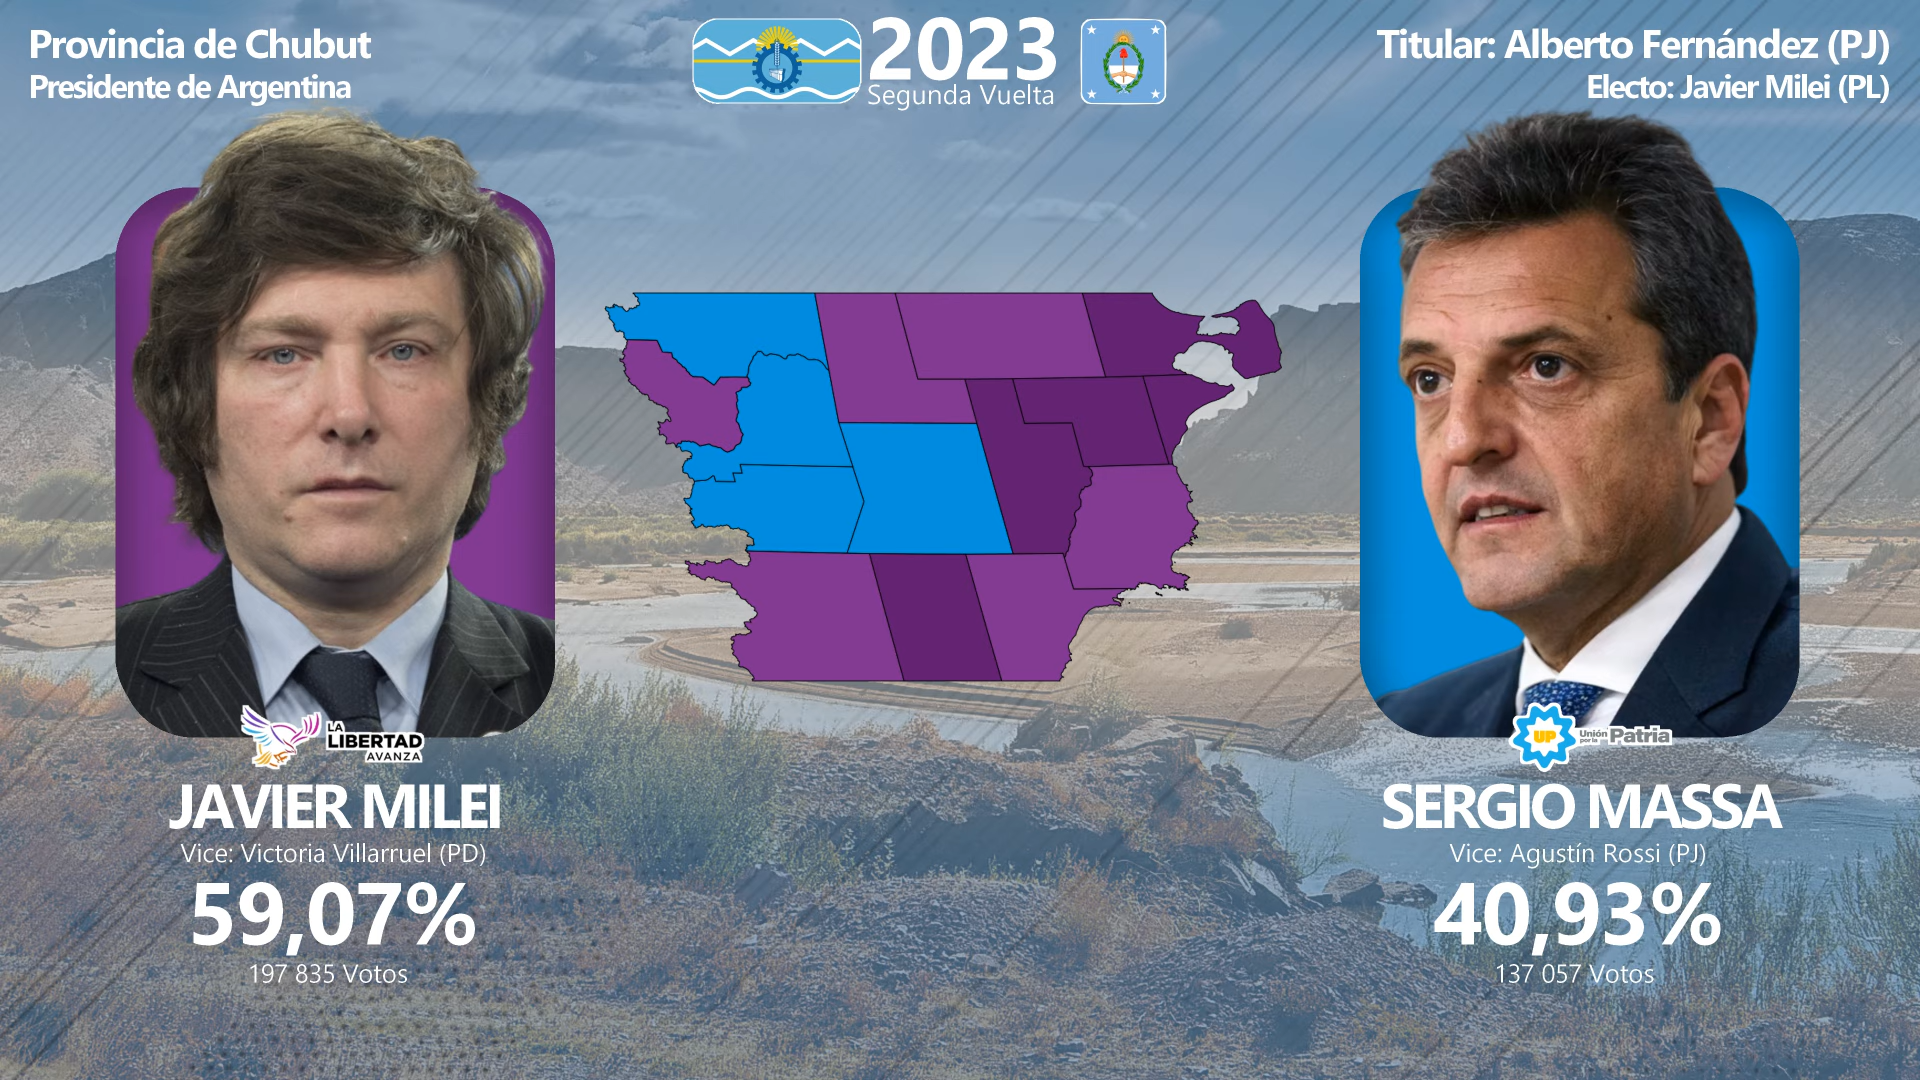 Provincia de Chubut
Presidente de Argentina
2023
Segunda Vuelta
Titular: Alberto Fernández (PJ)
Electo: Javier Milei (PL)
LA
LIBERTAD
AVANZA
JAVIER MILEI
Vice: Victoria Villarruel (PD)
59,07%
197 835 Votos
UP
Unión
por la
Patria
SERGIO MASSA
Vice: Agustín Rossi (PJ)
40,93%
137 057 Votos